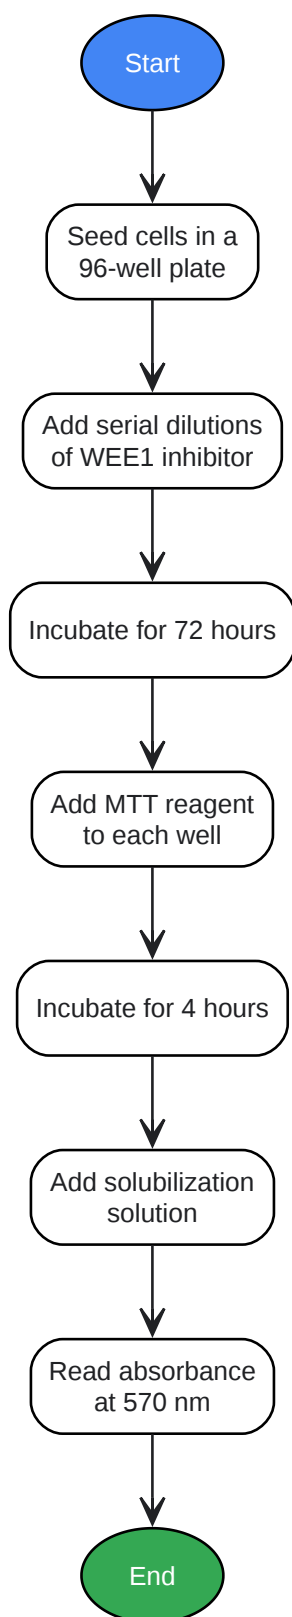 Start
Seed cells in a
96-well plate
Add serial dilutions
of WEE1 inhibitor
Incubate for 72 hours
Add MTT reagent
to each well
Incubate for 4 hours
Add solubilization
solution
Read absorbance
at 570 nm
End